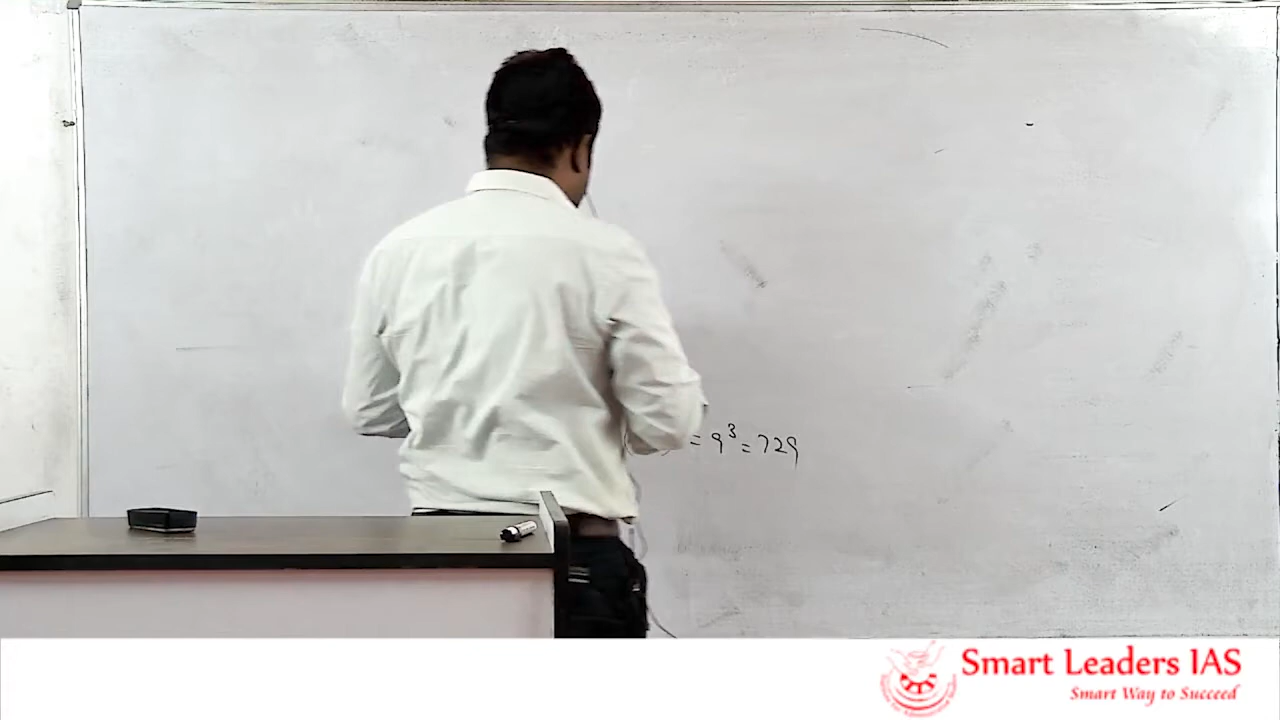 = 9³ = 729
Smart Leaders IAS
Smart Way to Succeed